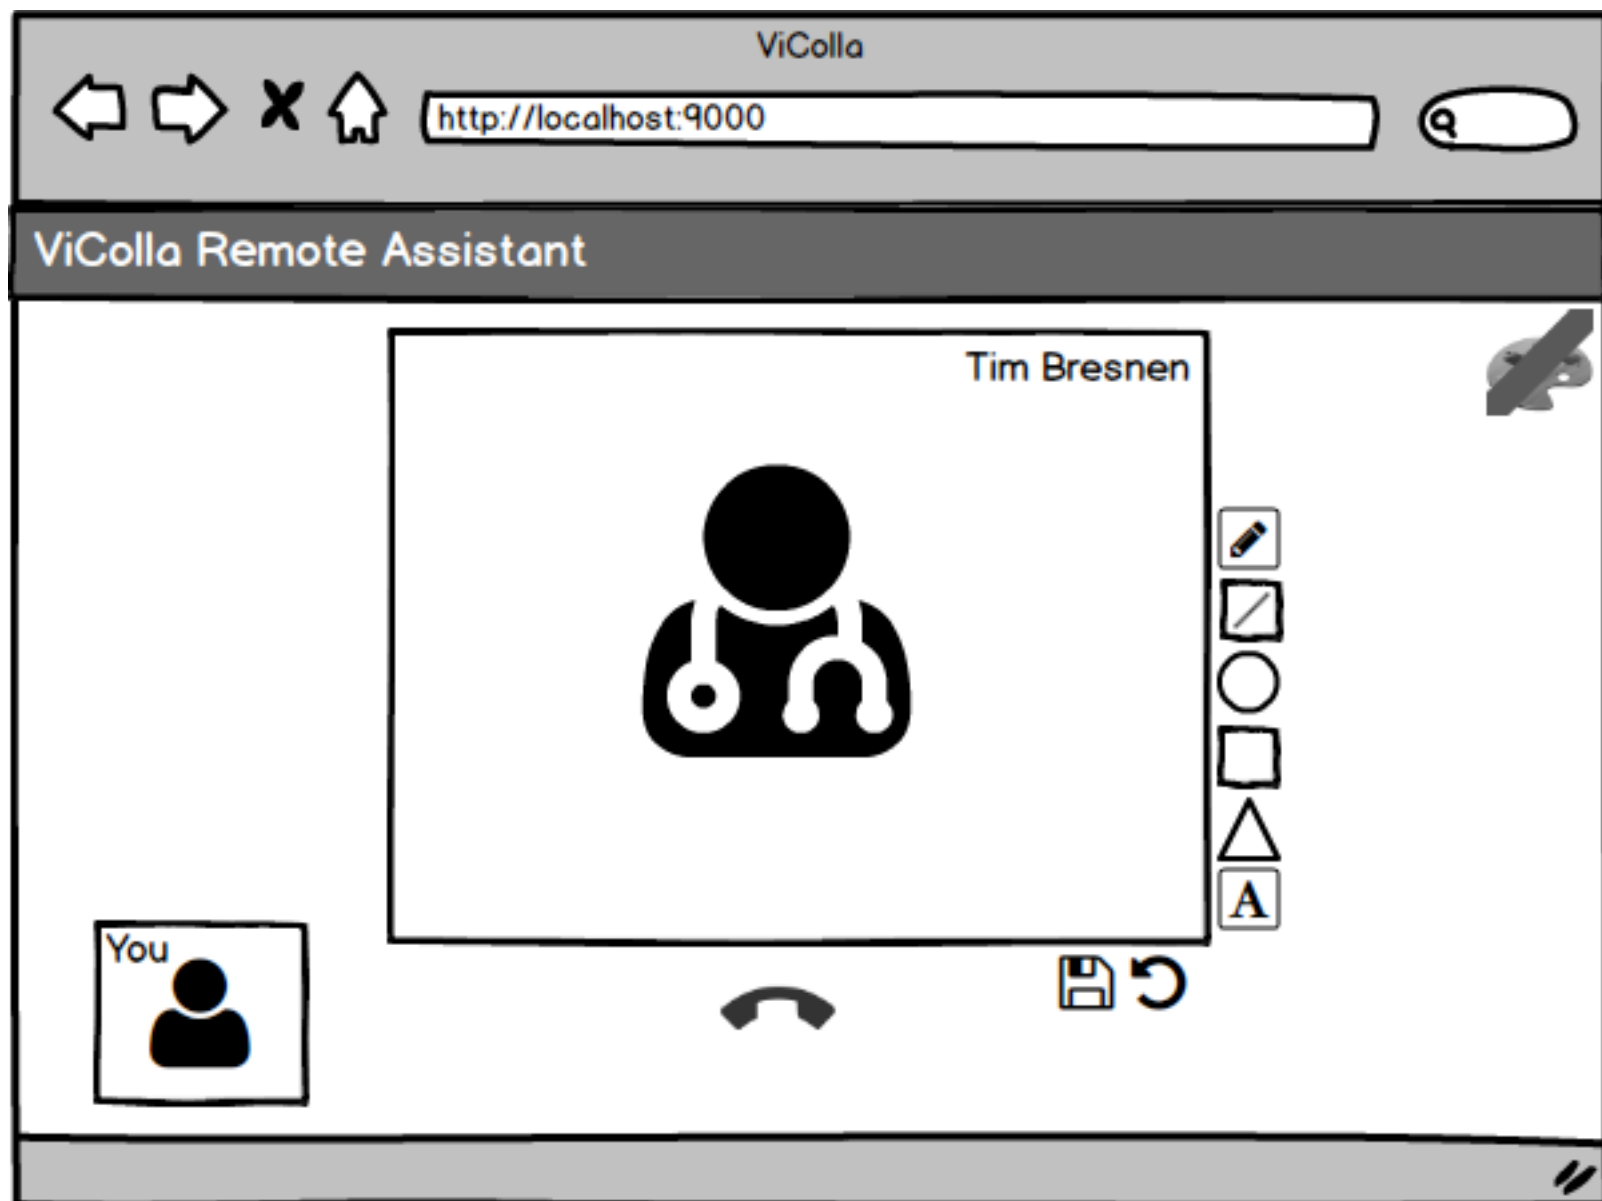 ViColla
http://localhost:9000
ViColla Remote Assistant
Tim Bresnen
A
You